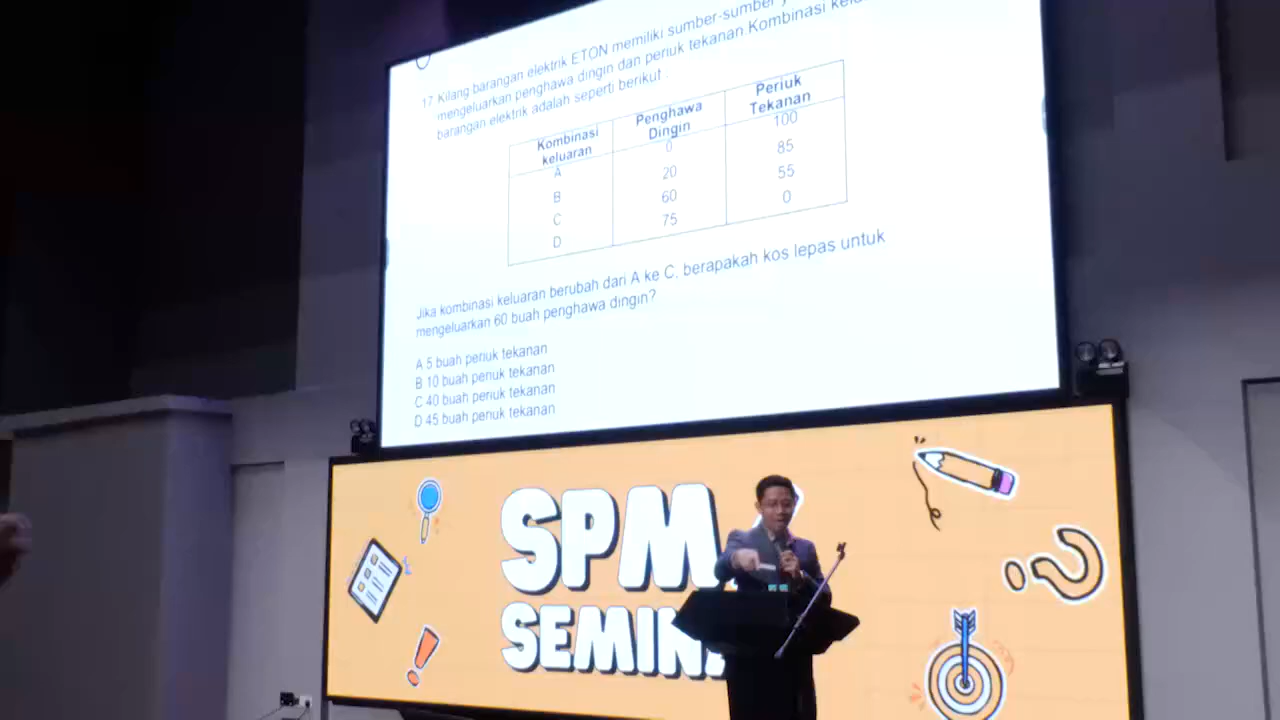 17 Kilang barangan elektrik ETON memiliki sumber-sumber
mengeluarkan penghawa dingin dan periuk tekanan Kombinasi
barangan elektrik adalah seperti berikut .
Kombinasi keluaran Penghawa Dingin Periuk Tekanan
A 0 100
B 20 85
C 60 55
D 75 0
Jika kombinasi keluaran berubah dari A ke C, berapakah kos lepas untuk
mengeluarkan 60 buah penghawa dingin?
A 5 buah periuk tekanan
B 10 buah periuk tekanan
C 40 buah periuk tekanan
D 45 buah periuk tekanan
SPM